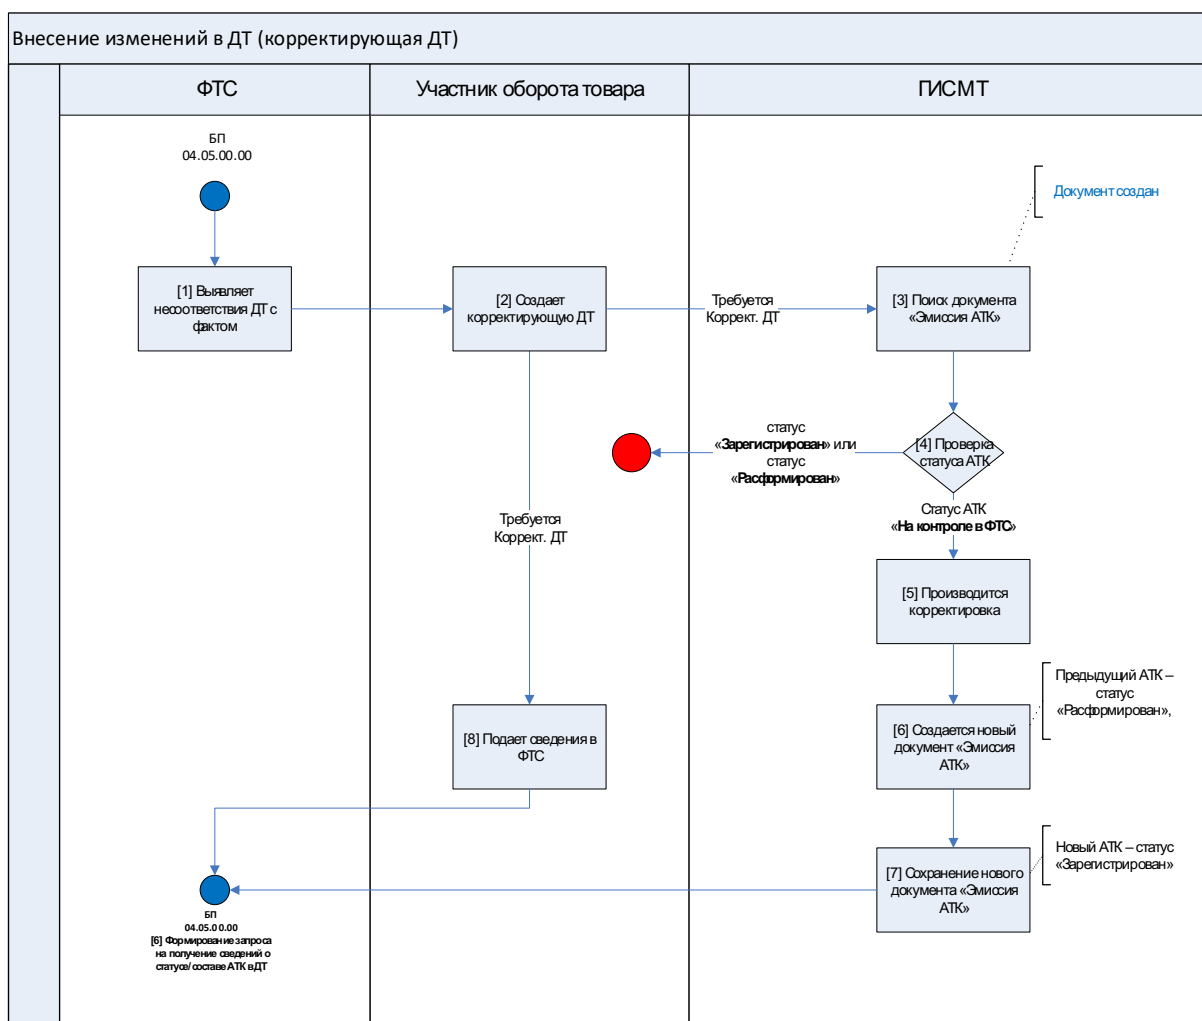 Внесение изменений в ДТ (корректирующая ДТ)
ФТС
Участник оборота товара
ГИСМТ
БП
04.05.00.00
Документ создан
[1] Выявляет
несоответствия ДТ с
фактом
[2] Создает
корректирующую ДТ
Требуется
Коррект. ДТ
[3] Поиск документа
«Эмиссия АТК»
статус
«Зарегистрирован» или
статус
«Расформирован»
[4] Проверка
статуса АТК
Статус АТК
«На контроле в ФТС»
Требуется
Коррект. ДТ
[5] Производится
корректировка
Предыдущий АТК –
статус
«Расформирован»,
[8] Подает сведения в
ФТС
[6] Создается новый
документ «Эмиссия
АТК»
Новый АТК – статус
«Зарегистрирован»
[7] Сохранение нового
документа «Эмиссия
АТК»
БП
04.05.00.00
[6] Формирование запроса
на получение сведений о
статусе/составе АТК в ДТ